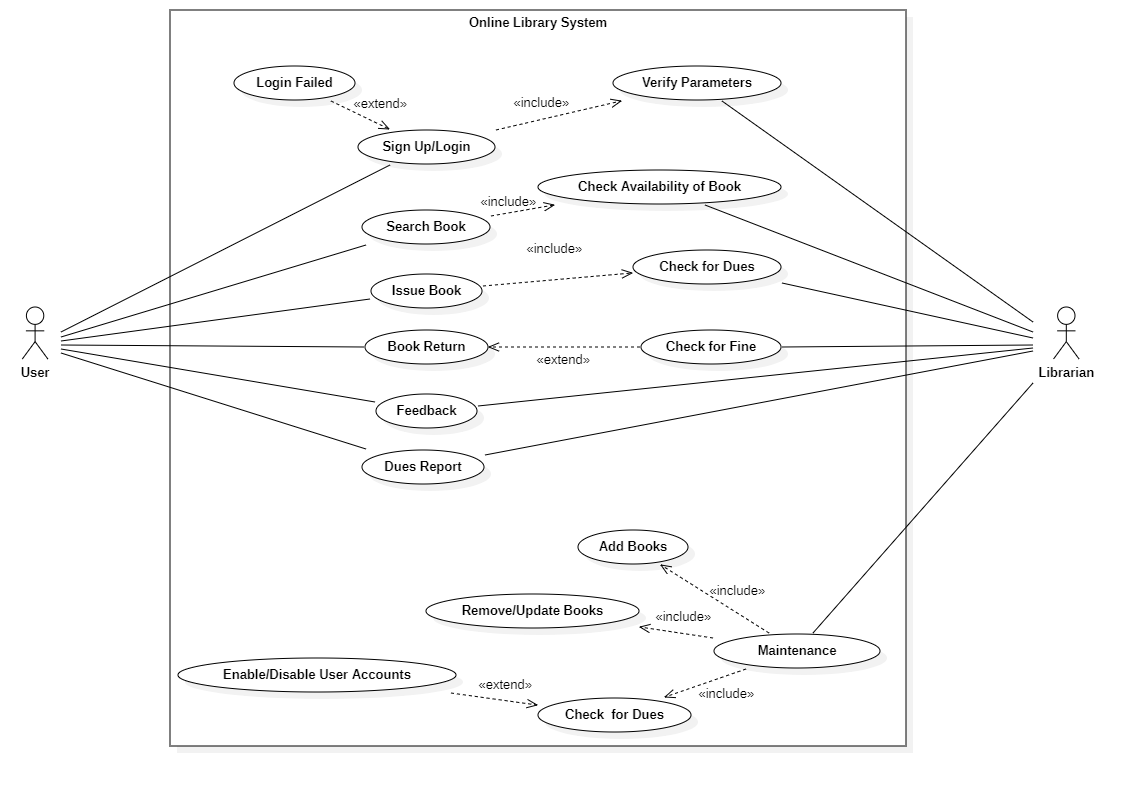 Online Library System
Login Failed
Verify Parameters
«extend»
«include»
Sign Up/Login
Check Availability of Book
«include»
Search Book
«include»
Check for Dues
Issue Book
Book Return
Check for Fine
«extend»
User
Librarian
Feedback
Dues Report
Add Books
«include»
Remove/Update Books
«include»
Maintenance
Enable/Disable User Accounts
«extend»
«include»
Check  for Dues